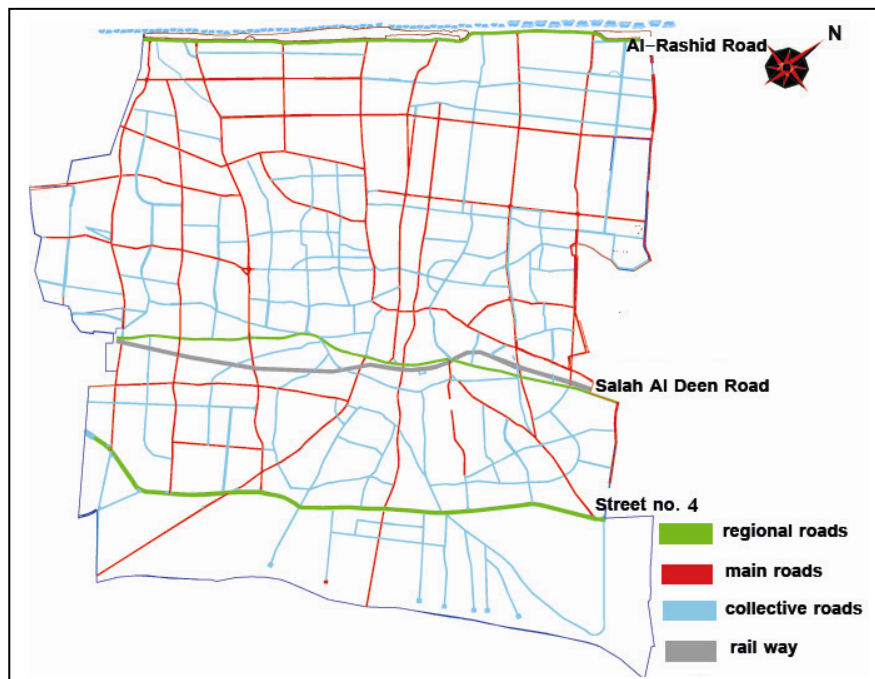 N
Al-Rashid Road
Salah Al Deen Road
Street no. 4
regional roads
main roads
collective roads
rail way